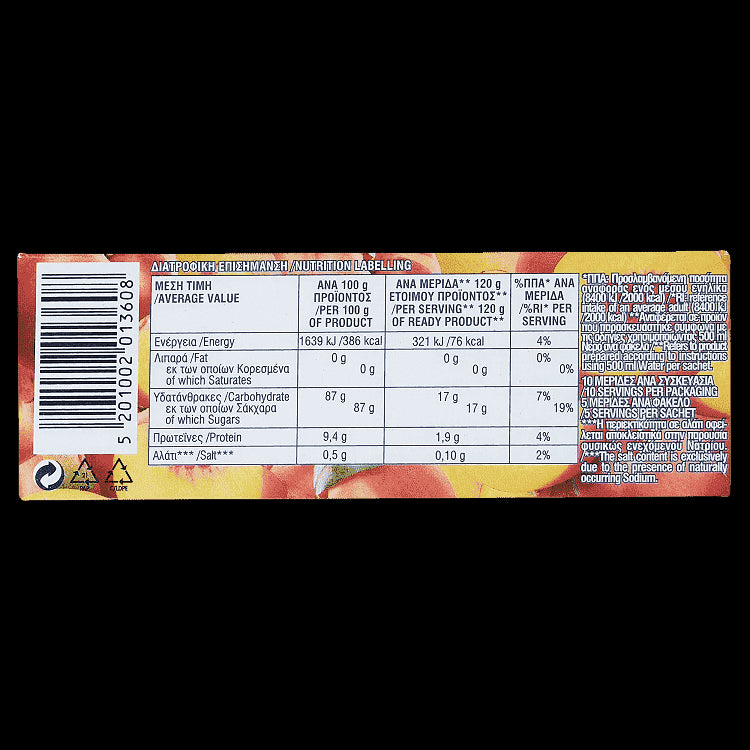 ΔΙΑΤΡΟΦΙΚΗ ΕΠΙΣΗΜΑΝΣΗ /NUTRITION LABELLING
ΜΕΣΗ ΤΙΜΗ
/AVERAGE VALUE
ΑΝΑ 100 g
ΠΡΟΪΟΝΤΟΣ
/PER 100 g
OF PRODUCT
ΑΝΑ ΜΕΡΙΔΑ** 120 g
ΕΤΟΙΜΟΥ ΠΡΟΪΟΝΤΟΣ**
/PER SERVING** 120 g
OF READY PRODUCT**
%ΠΠΑ* ΑΝΑ
ΜΕΡΙΔΑ
/%RI* PER
SERVING
Ενέργεια /Energy 1639 kJ /386 kcal 321 kJ /76 kcal 4%
Λιπαρά /Fat 0 g 0 g 0%
εκ των οποίων Κορεσμένα 0 g 0 g 0%
of which Saturates
Υδατάνθρακες /Carbohydrate 87 g 17 g 7%
εκ των οποίων Σάκχαρα 87 g 17 g 19%
of which Sugars
Πρωτεΐνες /Protein 9,4 g 1,9 g 4%
Αλάτι*** /Salt*** 0,5 g 0,10 g 2%
*ΠΠΑ: Προσλαμβανόμενη ποσότητα
αναφοράς ενός μέσου ενήλικα
(8400 kJ /2000 kcal) /*RI: reference
intake of an average adult (8400 kJ
/2000 kcal) **Αναφέρεται σε προϊόν
που παρασκευάστηκε σύμφωνα με
τις οδηγίες χρησιμοποιώντας 500 ml
Νερό ανά φάκελο /**Refers to product
prepared according to instructions
using 500 ml Water per sachet.
10 ΜΕΡΙΔΕΣ ΑΝΑ ΣΥΣΚΕΥΑΣΙΑ
/10 SERVINGS PER PACKAGING
5 ΜΕΡΙΔΕΣ ΑΝΑ ΦΑΚΕΛΟ
/5 SERVINGS PER SACHET
***Η περιεκτικότητα σε αλάτι οφεί-
λεται αποκλειστικά στην παρουσία
φυσικώς ενεχόμενου Νατρίου.
/***The salt content is exclusively
due to the presence of naturally
occurring Sodium.
5 201002 013608
21
PAP
C/LDPE